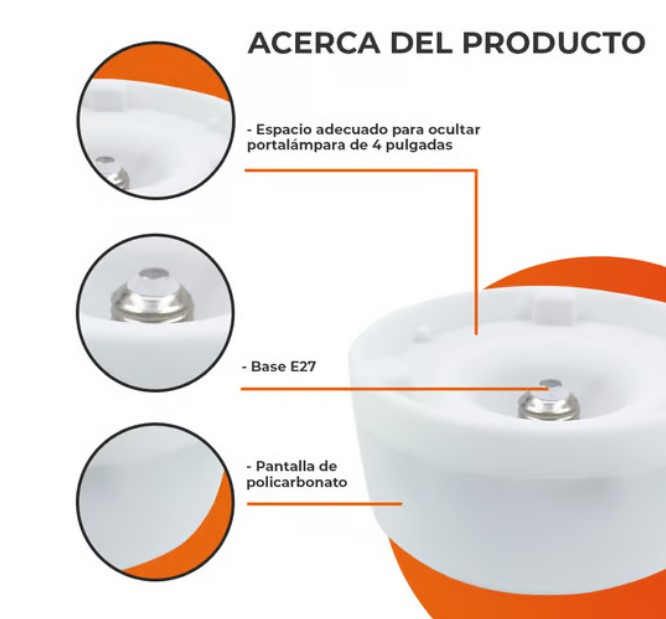 ACERCA DEL PRODUCTO
- Espacio adecuado para ocultar
portalámpara de 4 pulgadas
- Base E27
- Pantalla de
policarbonato